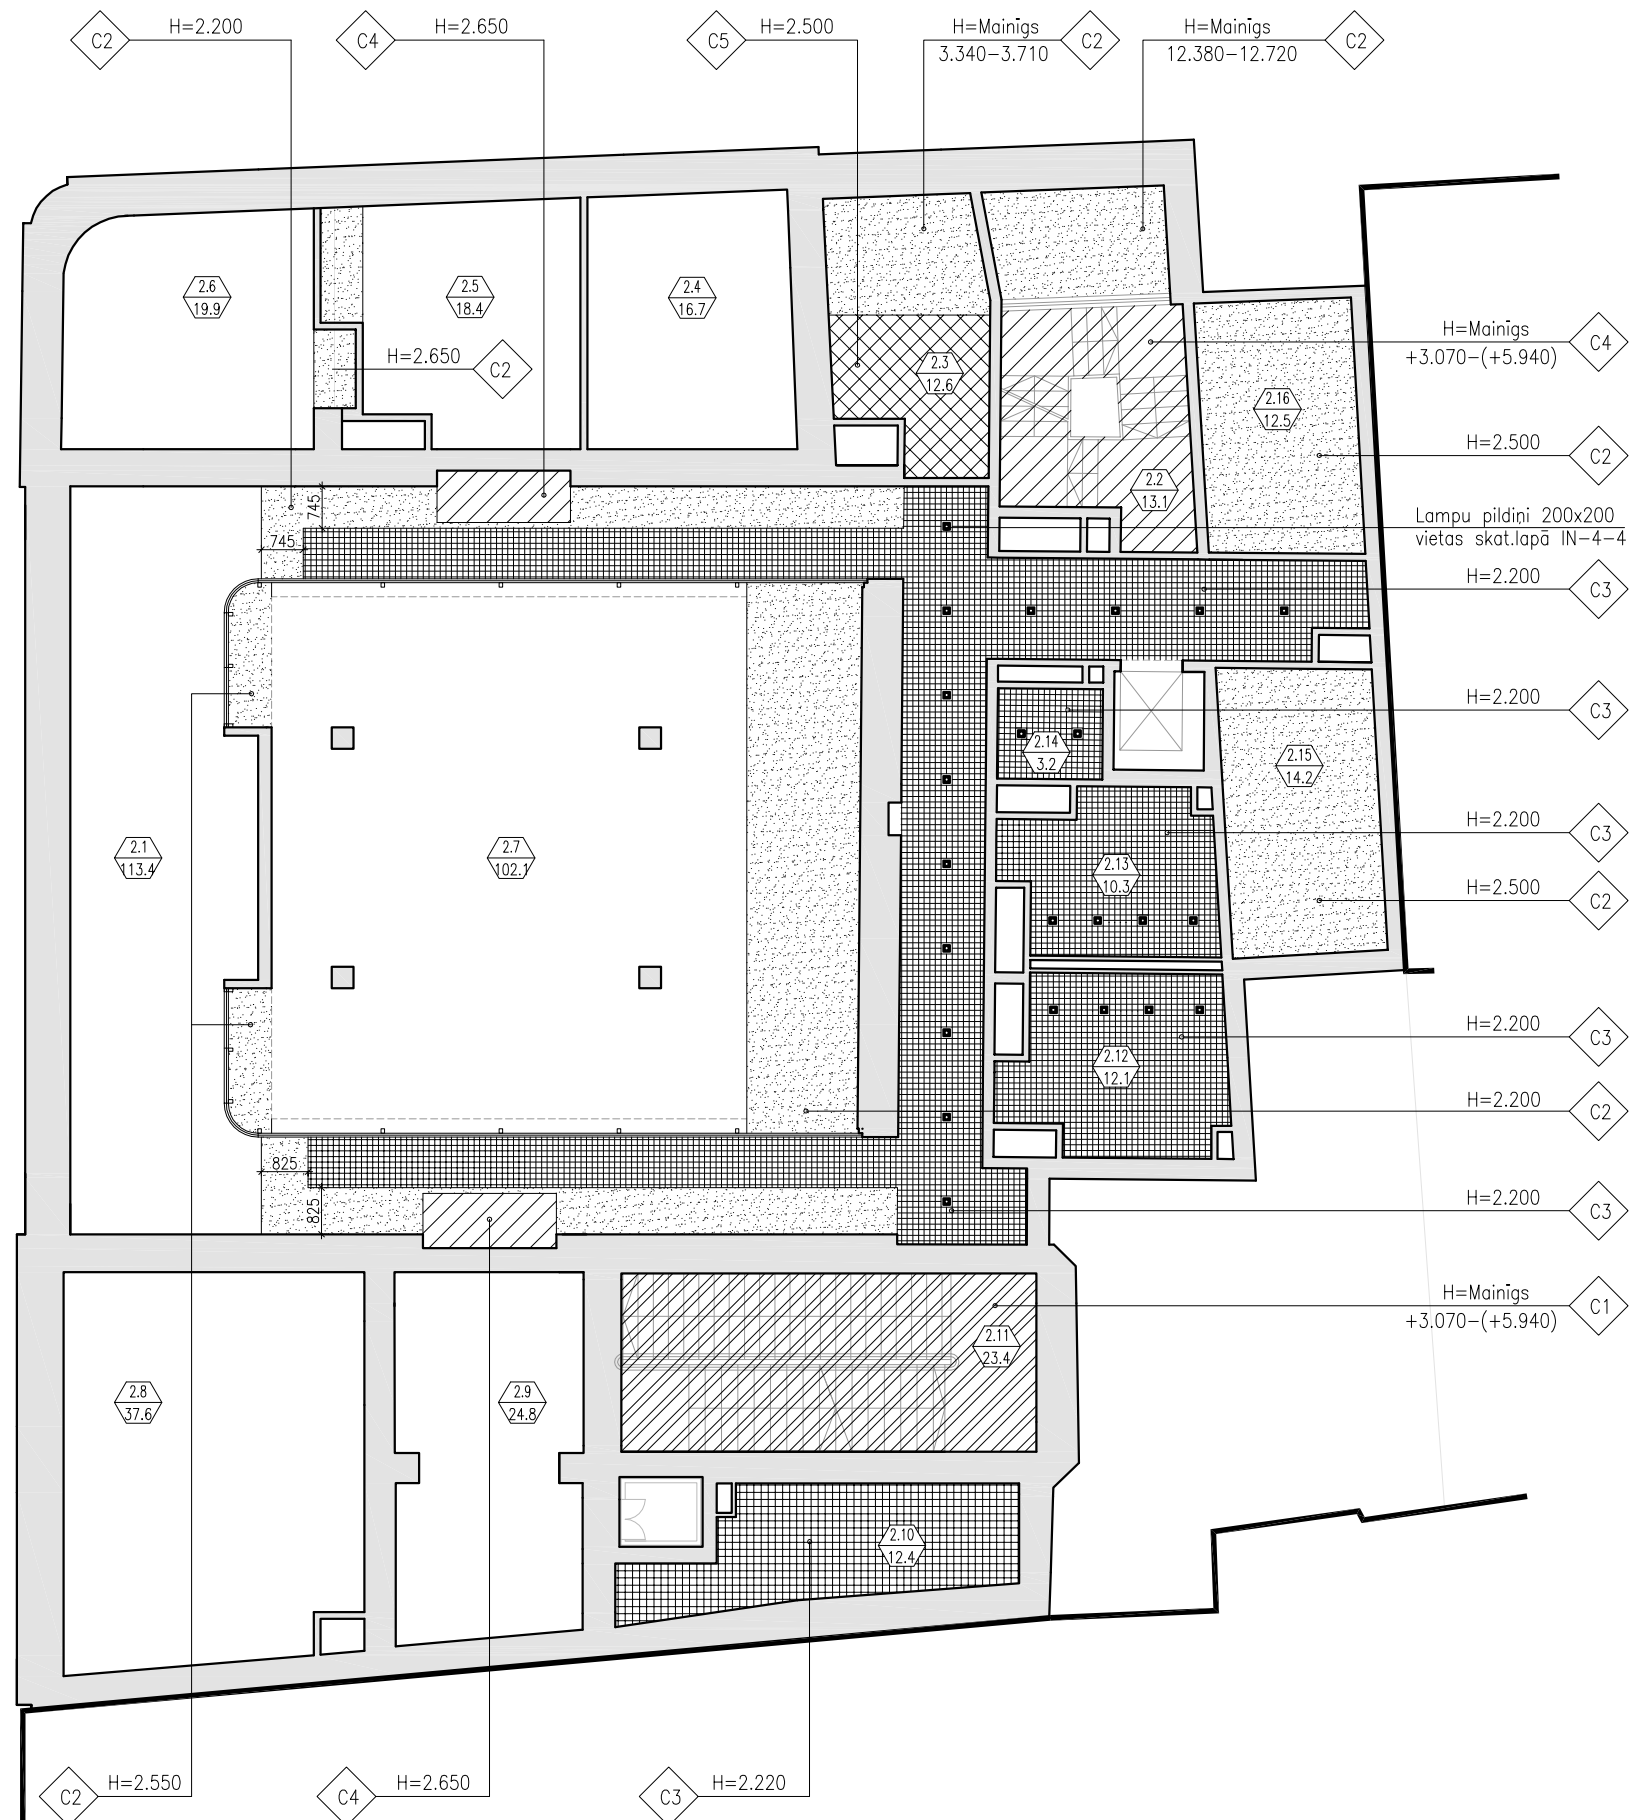 C2
H=2.200
C4
H=2.650
C5
H=2.500
H=Mainīgs
3.340-3.710
C2
H=Mainīgs
12.380-12.720
C2
2.6
19.9
2.5
18.4
2.4
16.7
H=2.650
C2
2.3
12.6
H=Mainīgs
+3.070-(+5.940)
C4
2.16
12.5
H=2.500
C2
2.2
13.1
745
745
Lampu pildiņi 200x200
vietas skat.lapā IN-4-4
H=2.200
C3
H=2.200
C3
2.14
3.2
2.15
14.2
2.1
113.4
2.7
102.1
H=2.200
C3
2.13
10.3
H=2.500
C2
H=2.200
C3
2.12
12.1
H=2.200
C2
825
825
H=2.200
C3
H=Mainīgs
+3.070-(+5.940)
C1
2.11
23.4
2.8
37.6
2.9
24.8
2.10
12.4
C2
H=2.550
C4
H=2.650
C3
H=2.220